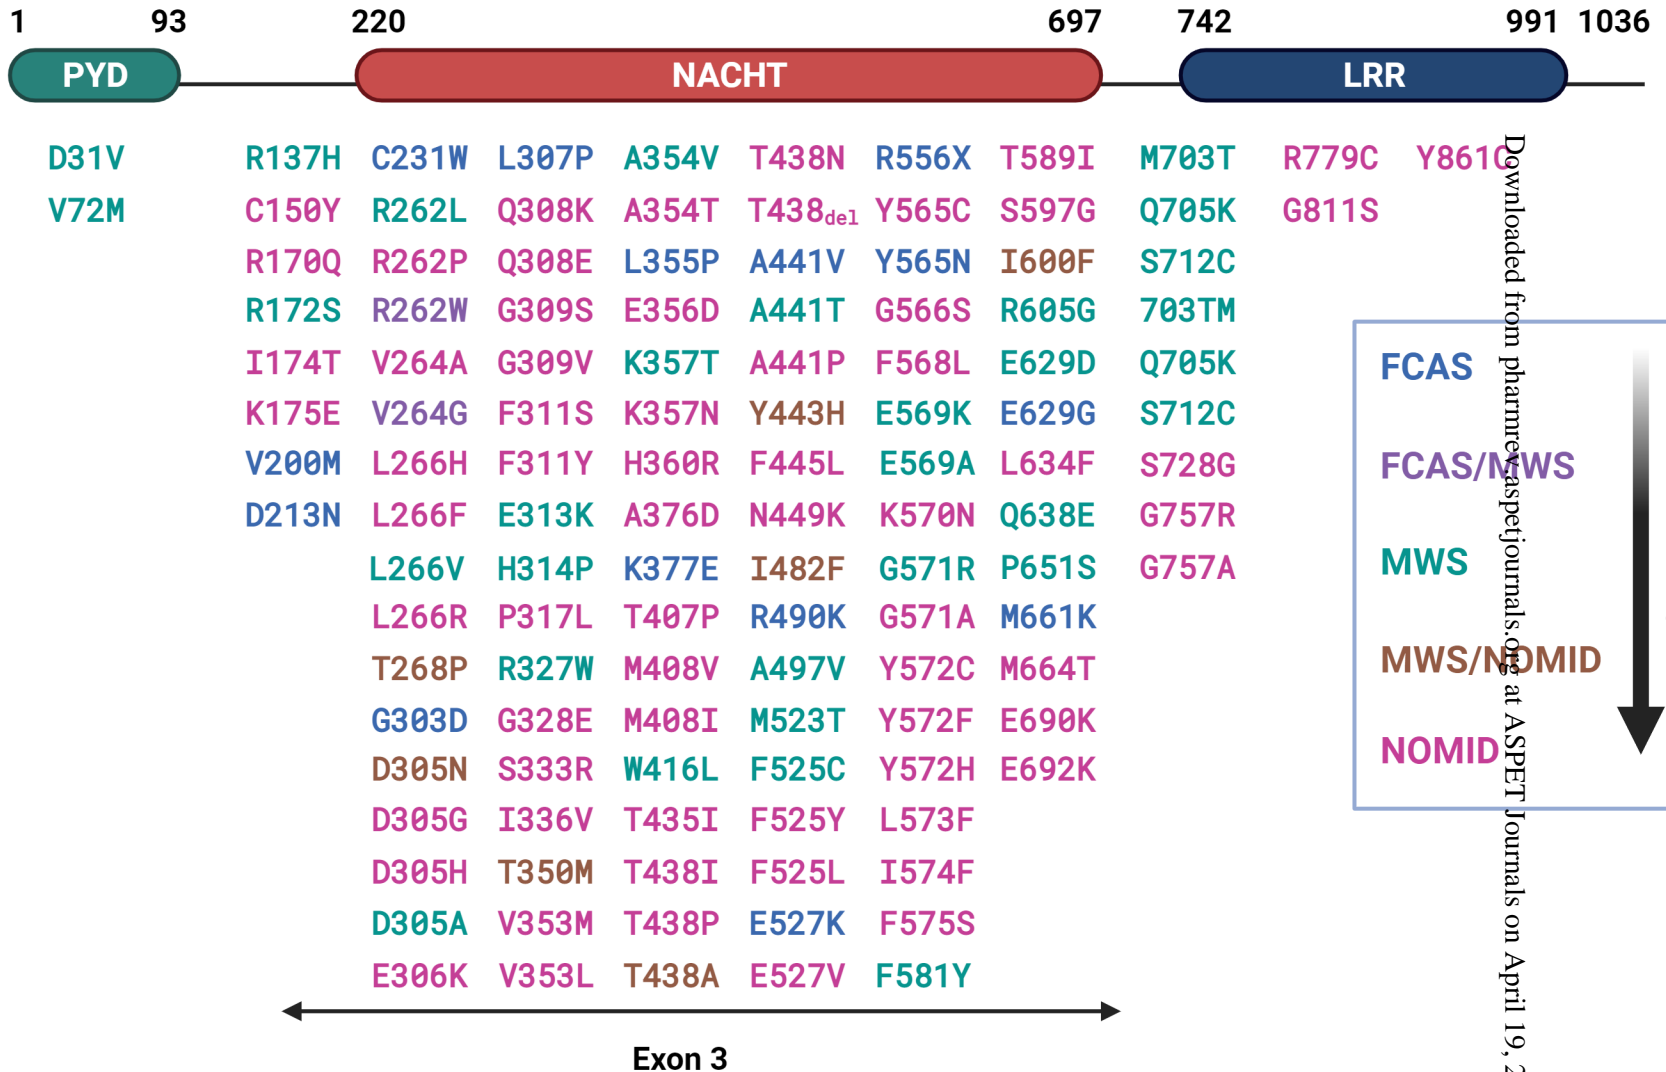 1 93 220 697 742 991 1036
PYD NACHT LRR
D31V R137H C231W L307P A354V T438N R556X T589I M703T R779C Y861C
V72M C150Y R262L Q308K A354T T438del Y565C S597G Q705K G811S
R170Q R262P Q308E L355P A441V Y565N I600F S712C
R172S R262W G309S E356D A441T G566S R605G 703TM
I174T V264A G309V K357T A441P F568L E629D Q705K
K175E V264G F311S K357N Y443H E569K E629G S712C
V200M L266H F311Y H360R F445L E569A L634F S728G
D213N L266F E313K A376D N449K K570N Q638E G757R
L266V H314P K377E I482F G571R P651S G757A
L266R P317L T407P R490K G571A M661K
T268P R327W M408V A497V Y572C M664T
G303D G328E M408I M523T Y572F E690K
D305N S333R W416L F525C Y572H E692K
D305G I336V T435I F525Y L573F
D305H T350M T438I F525L I574F
D305A V353M T438P E527K F575S
E306K V353L T438A E527V F581Y
Exon 3
FCAS
FCAS/MWS
MWS
MWS/NOMID
NOMID
Downloaded from pharmrev.aspetjournals.org at ASPET Journals on April 19,